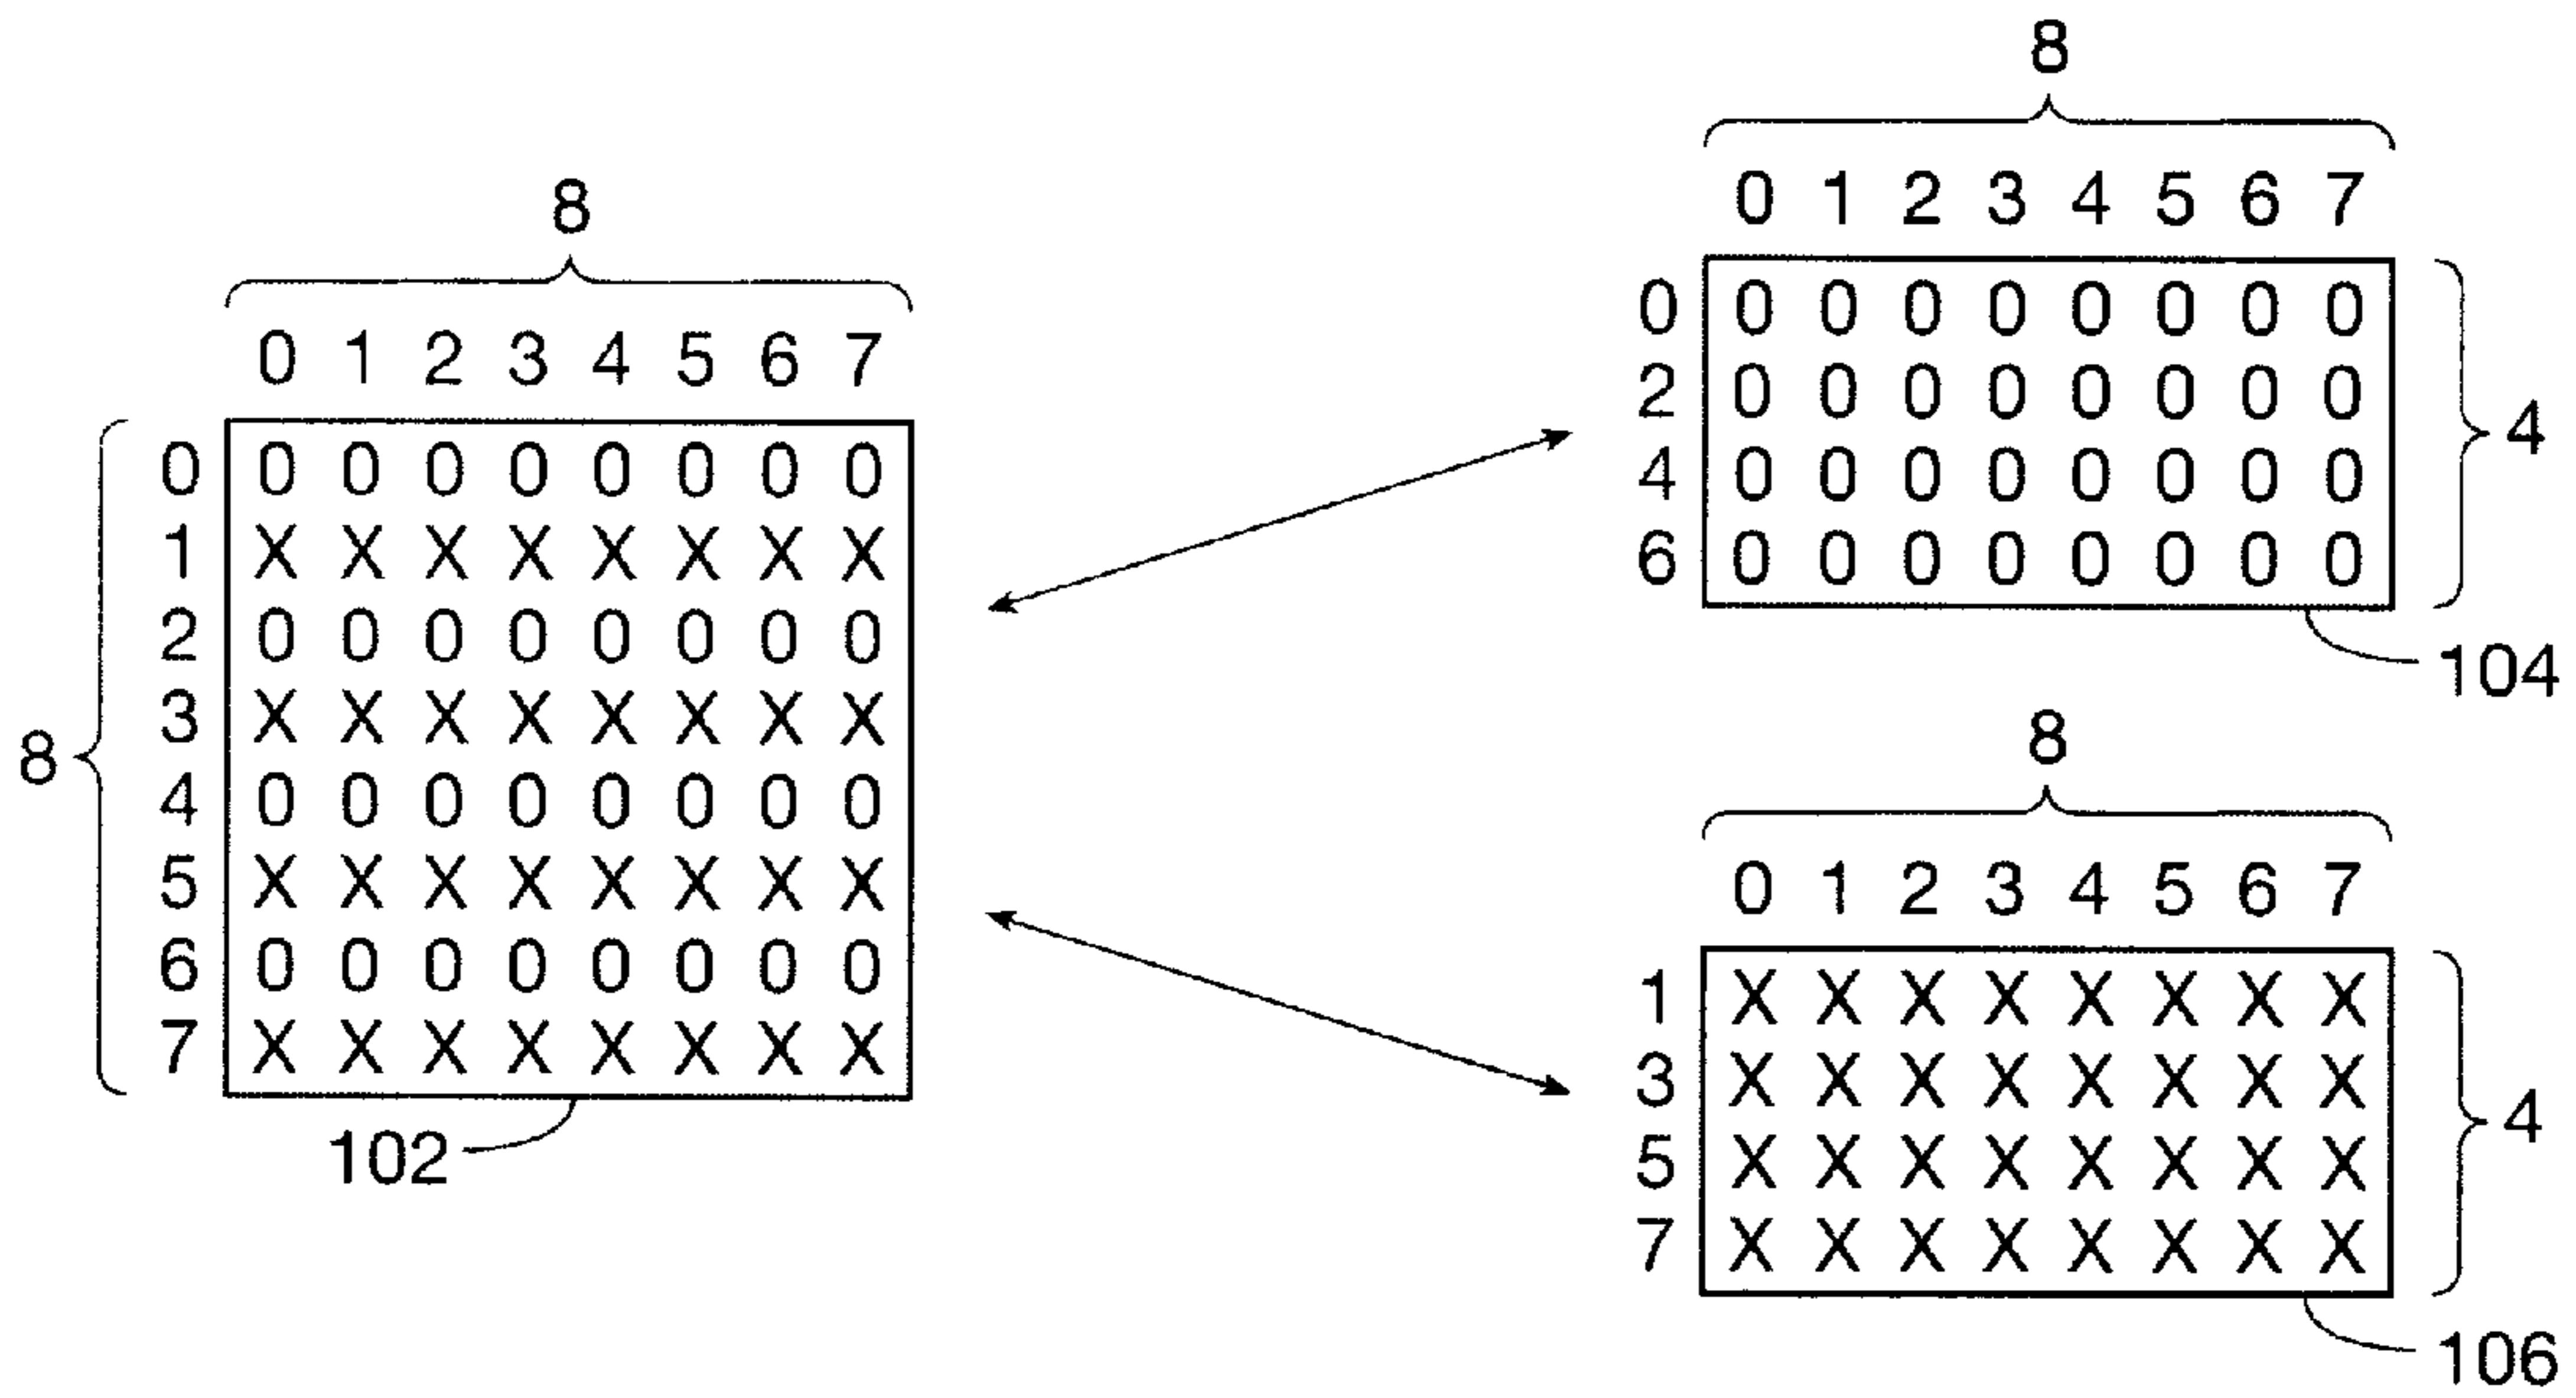 8
0 1 2 3 4 5 6 7
8
0 0 0 0 0 0 0 0 0
1 X X X X X X X X
2 0 0 0 0 0 0 0 0
3 X X X X X X X X
4 0 0 0 0 0 0 0 0
5 X X X X X X X X
6 0 0 0 0 0 0 0 0
7 X X X X X X X X
102
8
0 1 2 3 4 5 6 7
0 0 0 0 0 0 0 0 0
2 0 0 0 0 0 0 0 0
4 0 0 0 0 0 0 0 0
6 0 0 0 0 0 0 0 0
4
104
8
0 1 2 3 4 5 6 7
1 X X X X X X X X
3 X X X X X X X X
5 X X X X X X X X
7 X X X X X X X X
4
106